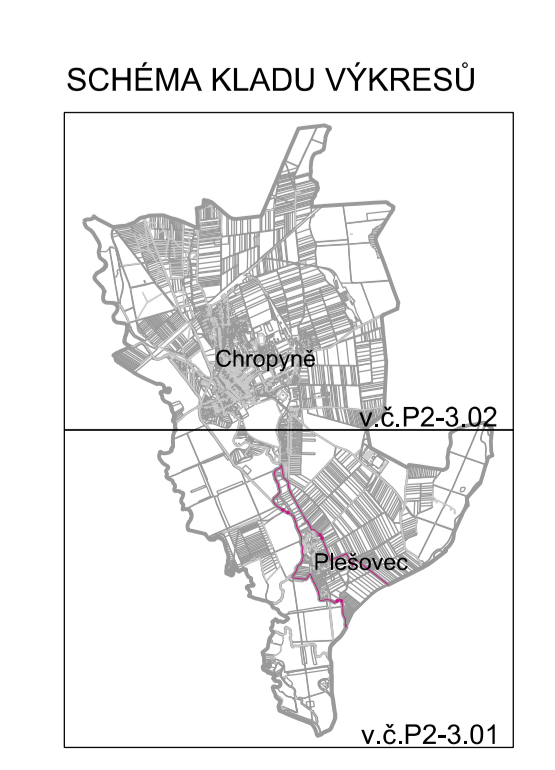 SCHÉMA KLADU VÝKRESŮ
Chropyně
v.č.P2-3.02
Plešovec
v.č.P2-3.01